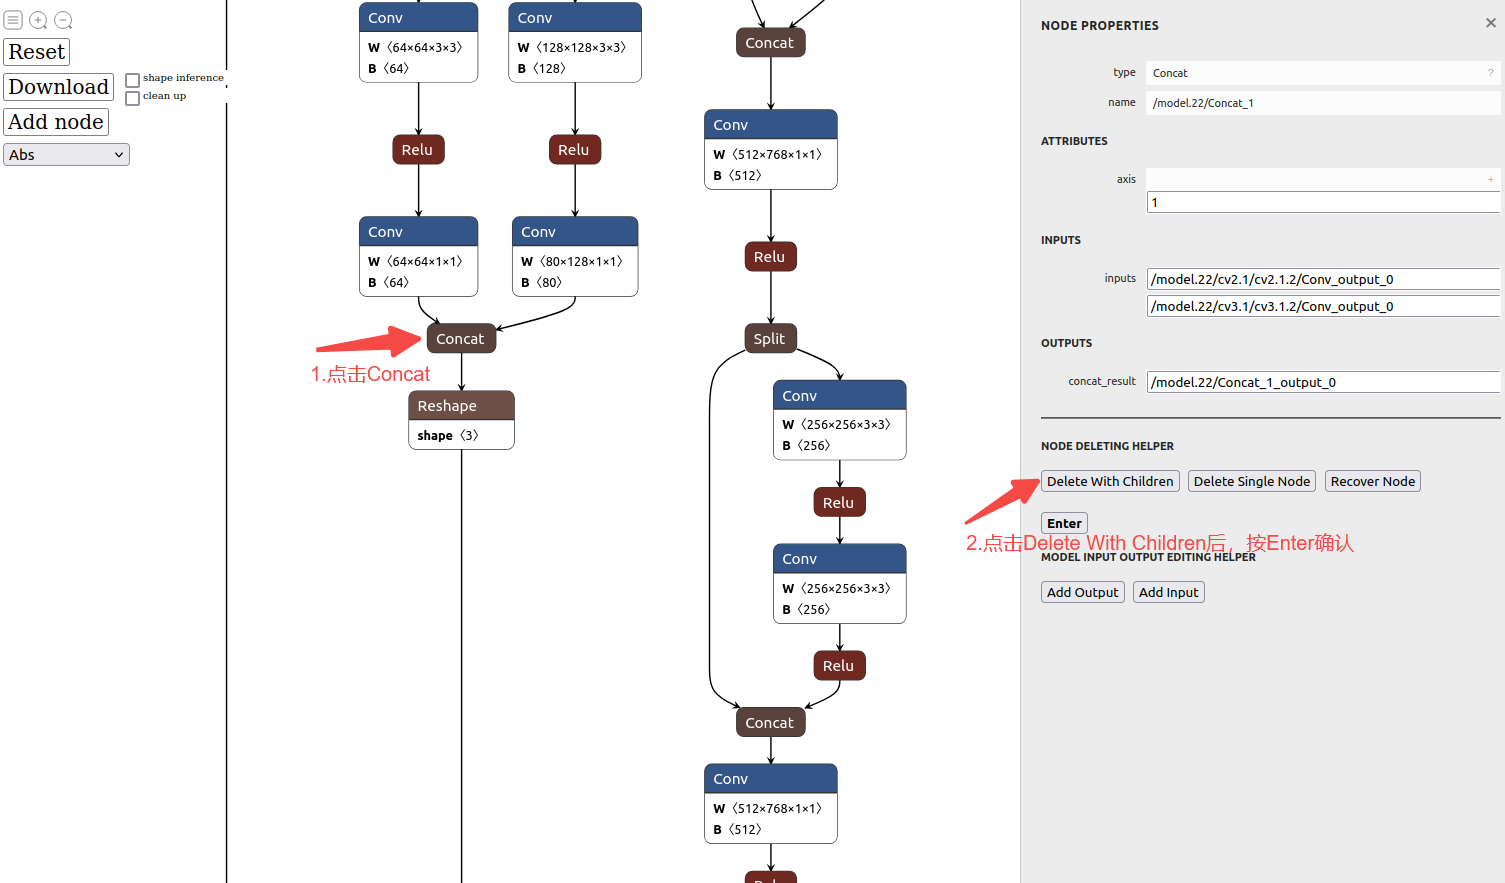 Reset
Download
shape inference
clean up
Add node
Abs
Conv
W〈64×64×3×3〉
B〈64〉
Conv
W〈128×128×3×3〉
B〈128〉
Relu
Relu
Conv
W〈64×64×1×1〉
B〈64〉
Conv
W〈80×128×1×1〉
B〈80〉
Concat
1.点击Concat
Reshape
shape〈3〉
Concat
Conv
W〈512×768×1×1〉
B〈512〉
Relu
Split
Conv
W〈256×256×3×3〉
B〈256〉
Relu
Conv
W〈256×256×3×3〉
B〈256〉
Relu
Concat
Conv
W〈512×768×1×1〉
B〈512〉
NODE PROPERTIES
type Concat ?
name /model.22/Concat_1
ATTRIBUTES
axis +
1
INPUTS
inputs /model.22/cv2.1/cv2.1.2/Conv_output_0
/model.22/cv3.1/cv3.1.2/Conv_output_0
OUTPUTS
concat_result /model.22/Concat_1_output_0
NODE DELETING HELPER
Delete With Children Delete Single Node Recover Node
Enter
2.点击Delete With Children后，按Enter确认
MODEL INPUT OUTPUT EDITING HELPER
Add Output Add Input